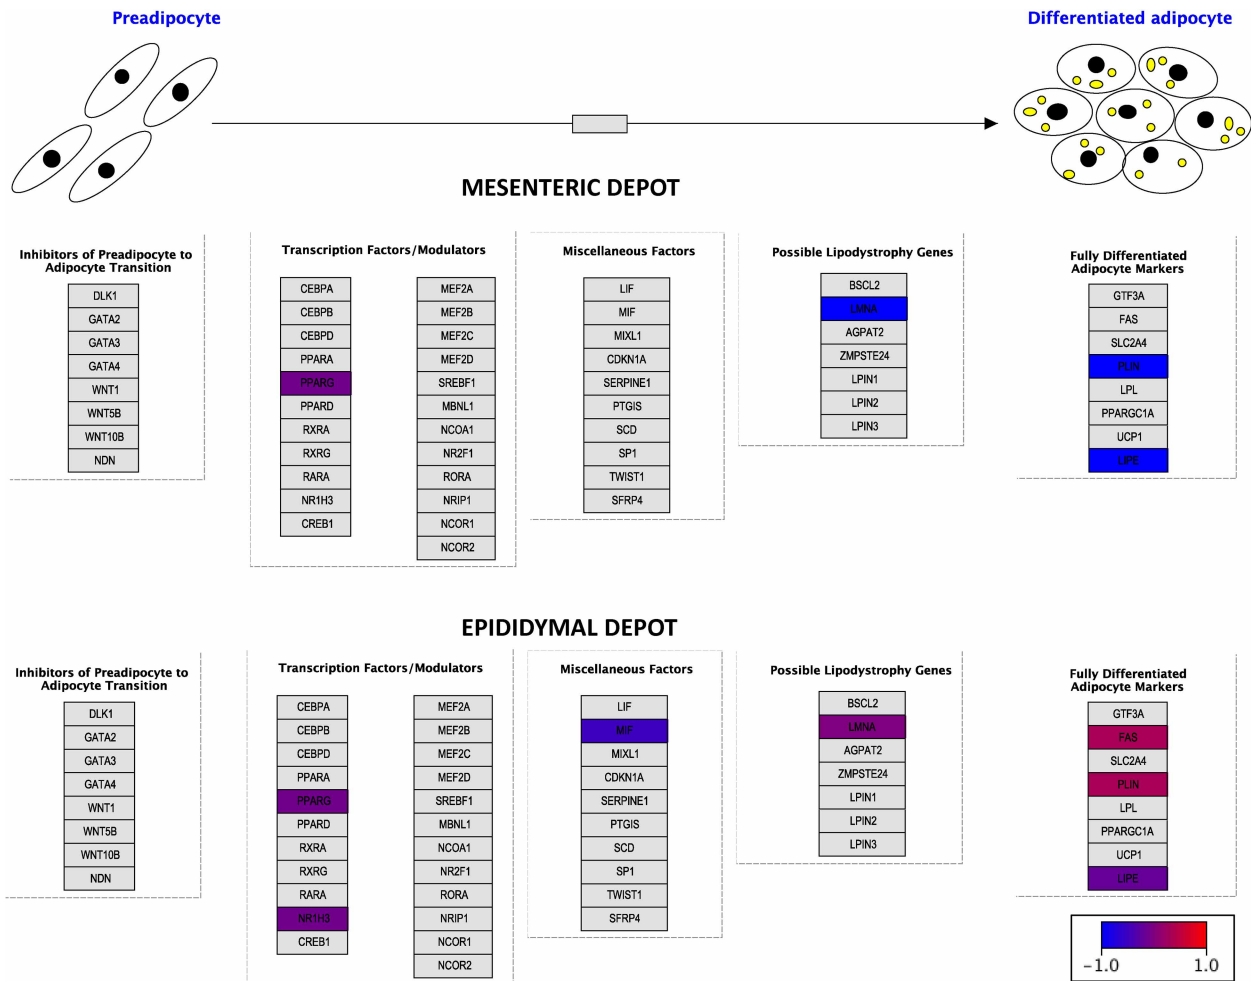 Preadipocyte
Differentiated adipocyte
MESENTERIC DEPOT
Inhibitors of Preadipocyte to
Adipocyte Transition
DLK1
GATA2
GATA3
GATA4
WNT1
WNT5B
WNT10B
NDN
Transcription Factors/Modulators
CEBPA
CEBPB
CEBPD
PPARA
PPARG
PPARD
RXRA
RXRG
RARA
NR1H3
CREB1
MEF2A
MEF2B
MEF2C
MEF2D
SREBF1
MBNL1
NCOA1
NR2F1
RORA
NRIP1
NCOR1
NCOR2
Miscellaneous Factors
LIF
MIF
MIXL1
CDKN1A
SERPINE1
PTGIS
SCD
SP1
TWIST1
SFRP4
Possible Lipodystrophy Genes
BSCL2
LMNA
AGPAT2
ZMPSTE24
LPIN1
LPIN2
LPIN3
Fully Differentiated
Adipocyte Markers
GTF3A
FAS
SLC2A4
PLIN
LPL
PPARGC1A
UCP1
LIPE
EPIDIDYMAL DEPOT
Inhibitors of Preadipocyte to
Adipocyte Transition
DLK1
GATA2
GATA3
GATA4
WNT1
WNT5B
WNT10B
NDN
Transcription Factors/Modulators
CEBPA
CEBPB
CEBPD
PPARA
PPARG
PPARD
RXRA
RXRG
RARA
NR1H3
CREB1
MEF2A
MEF2B
MEF2C
MEF2D
SREBF1
MBNL1
NCOA1
NR2F1
RORA
NRIP1
NCOR1
NCOR2
Miscellaneous Factors
LIF
MIF
MIXL1
CDKN1A
SERPINE1
PTGIS
SCD
SP1
TWIST1
SFRP4
Possible Lipodystrophy Genes
BSCL2
LMNA
AGPAT2
ZMPSTE24
LPIN1
LPIN2
LPIN3
Fully Differentiated
Adipocyte Markers
GTF3A
FAS
SLC2A4
PLIN
LPL
PPARGC1A
UCP1
LIPE
−1.0 1.0